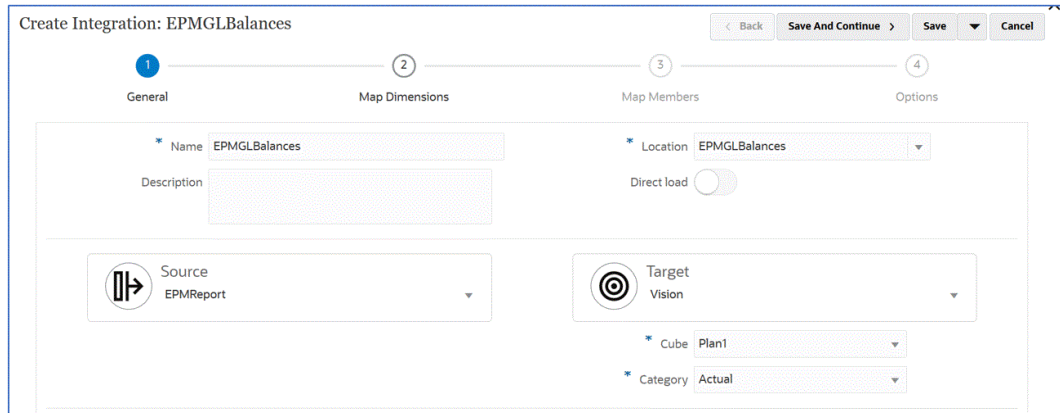 Create Integration: EPMGLBalances
< Back
Save And Continue >
Save
Cancel
1
2
3
4
General
Map Dimensions
Map Members
Options
* Name EPMGLBalances
* Location EPMGLBalances
Description
Direct load
Source
EPMReport
Target
Vision
* Cube Plan1
* Category Actual